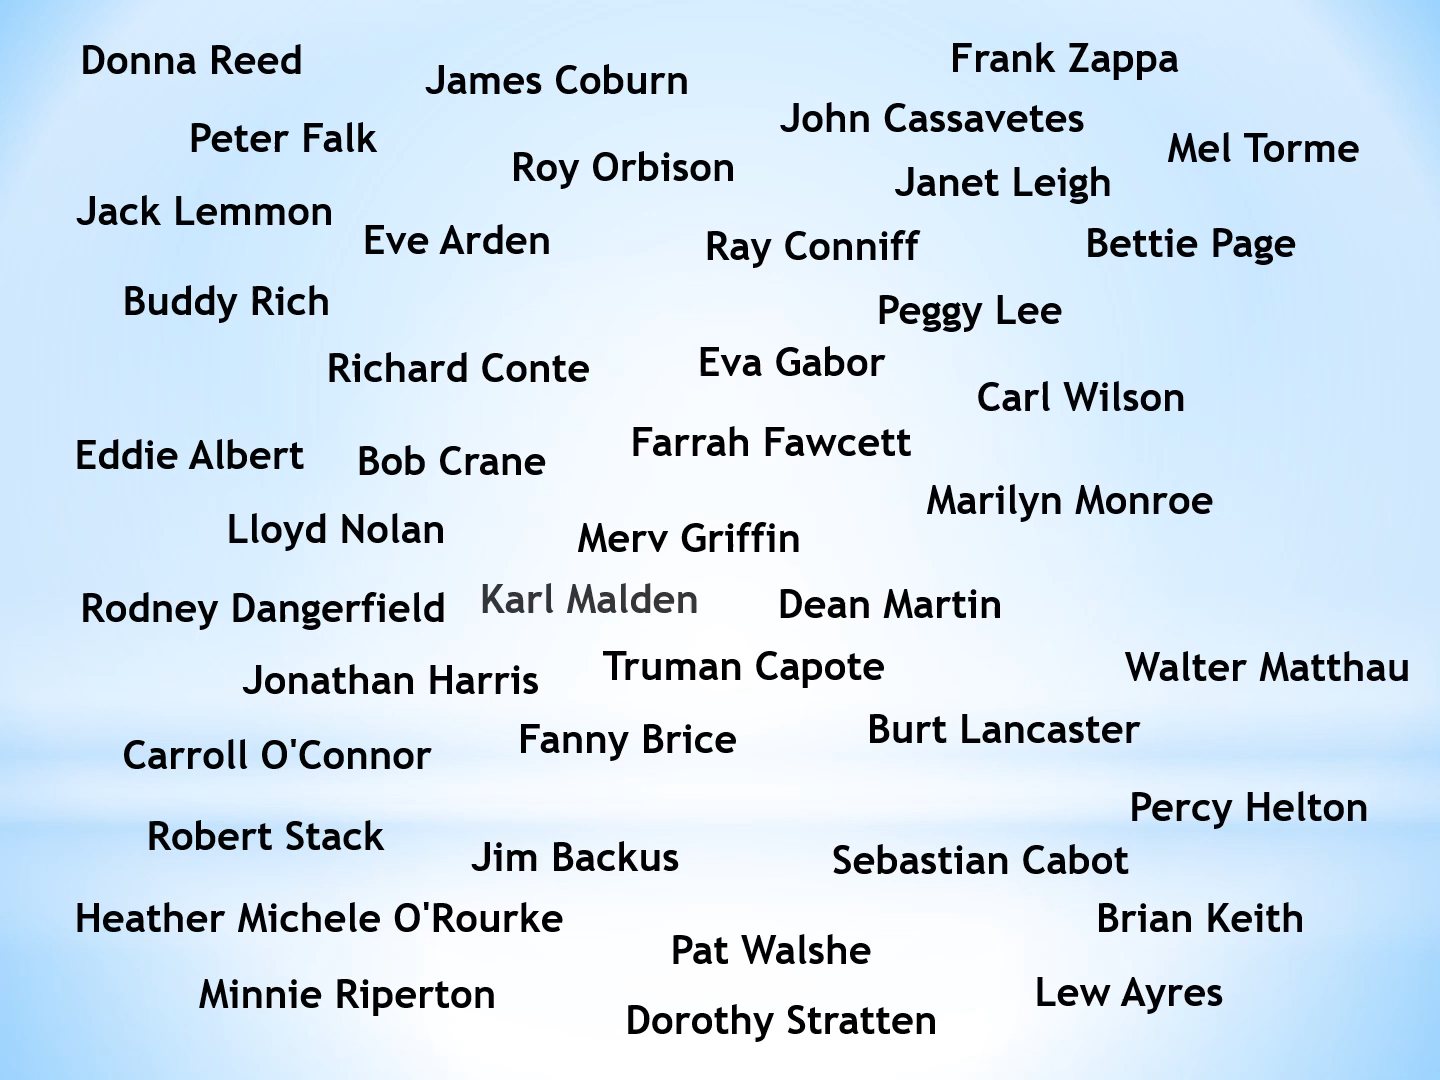 Donna Reed
James Coburn
Frank Zappa
Peter Falk
John Cassavetes
Mel Torme
Roy Orbison
Janet Leigh
Jack Lemmon
Eve Arden
Ray Conniff
Bettie Page
Buddy Rich
Peggy Lee
Richard Conte
Eva Gabor
Carl Wilson
Eddie Albert
Bob Crane
Farrah Fawcett
Marilyn Monroe
Lloyd Nolan
Merv Griffin
Rodney Dangerfield
Karl Malden
Dean Martin
Jonathan Harris
Truman Capote
Walter Matthau
Carroll O'Connor
Fanny Brice
Burt Lancaster
Percy Helton
Robert Stack
Jim Backus
Sebastian Cabot
Heather Michele O'Rourke
Brian Keith
Pat Walshe
Minnie Riperton
Lew Ayres
Dorothy Stratten